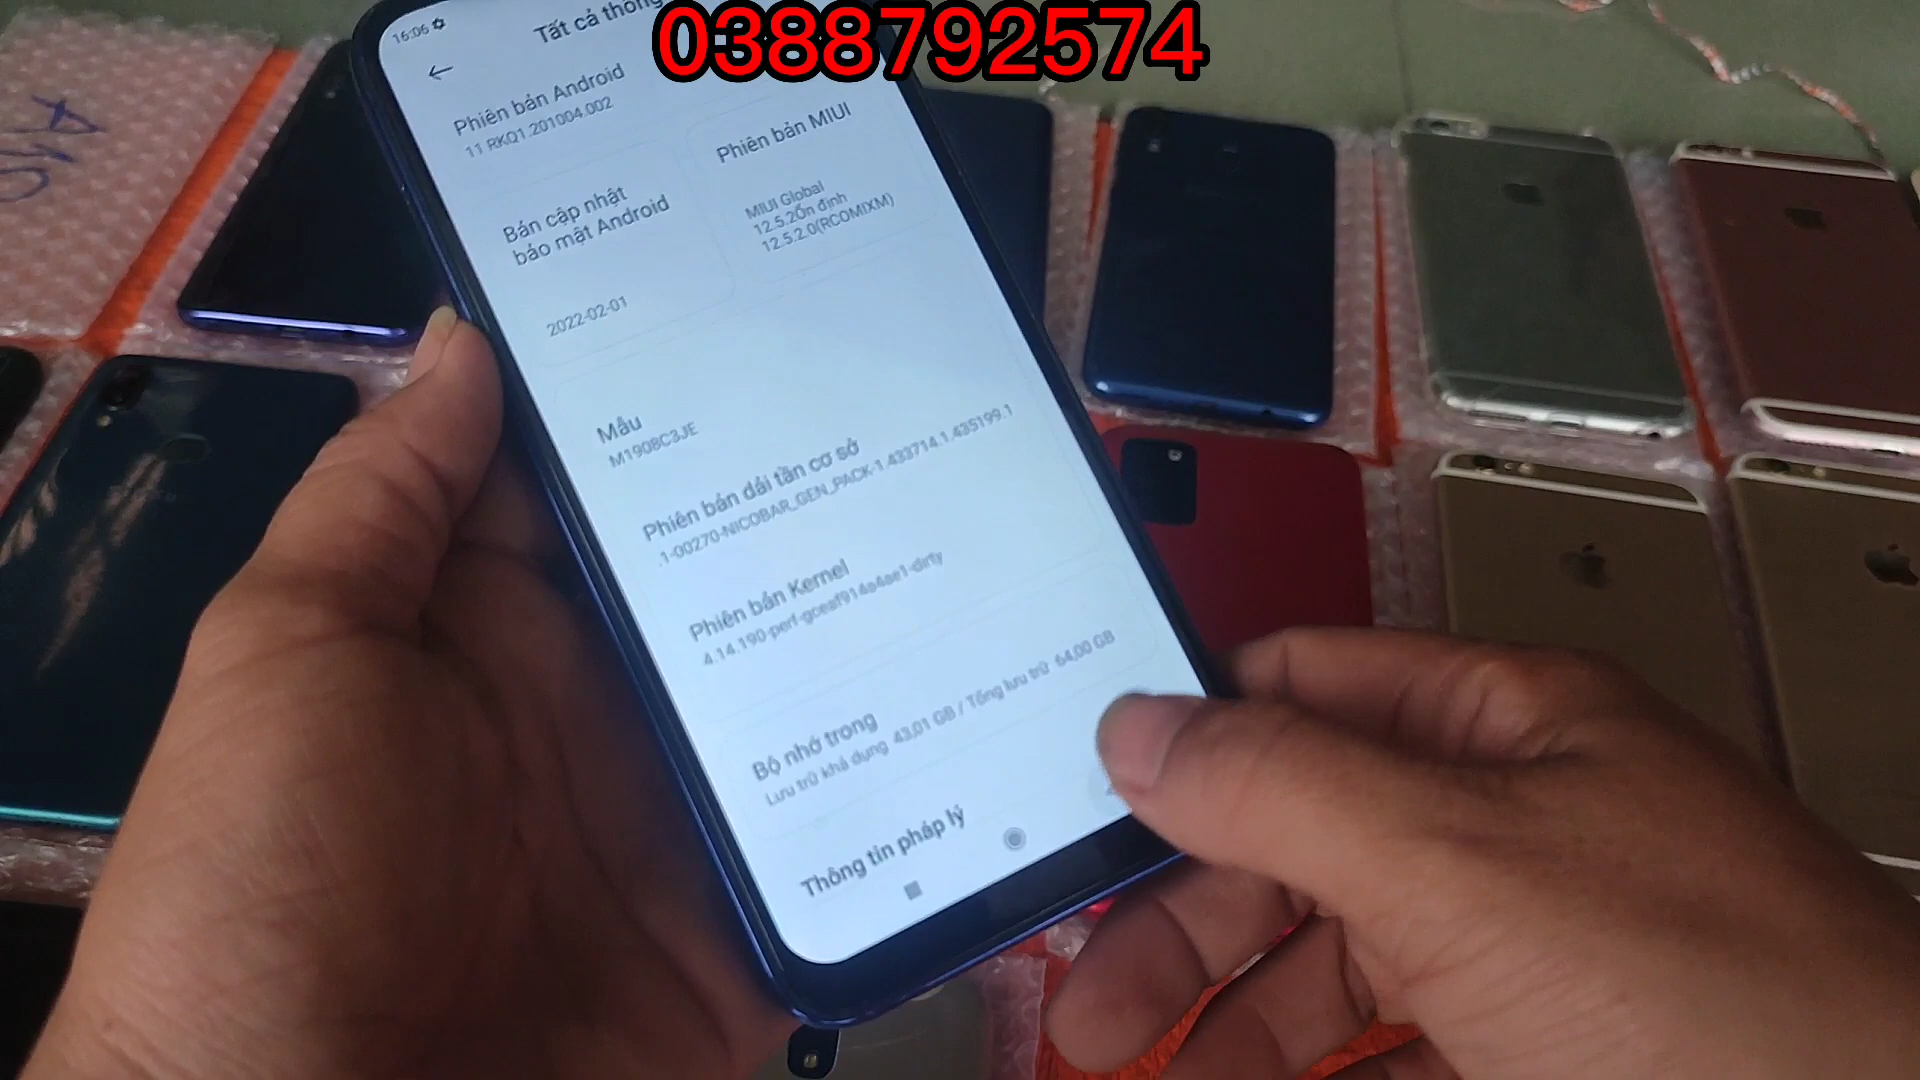 0388792574
16:06
Tất cả thông
Phiên bản Android
11 RKQ1.201004.002
Phiên bản MIUI
MIUI Global
12.5.2Ổn định
12.5.2.0(RCOMIXM)
Bản cập nhật
bảo mật Android
2022-02-01
Mẫu
M1908C3JE
Phiên bản dải tần cơ sở
.1-00270-NICOBAR_GEN_PACK-1.433714.1.435199.1
Phiên bản Kernel
4.14.190-perf-gceaf914a4ae1-dirty
Bộ nhớ trong
Lưu trữ khả dụng 43,01 GB / Tổng lưu trữ 64,00 GB
Thông tin pháp lý
A10